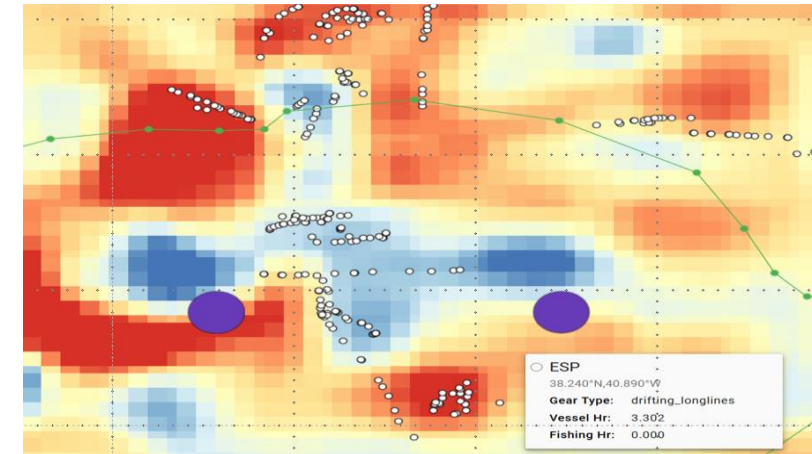 ESP
38.240°N,40.890°W
Gear Type: drifting_longlines
Vessel Hr: 3.302
Fishing Hr: 0.000